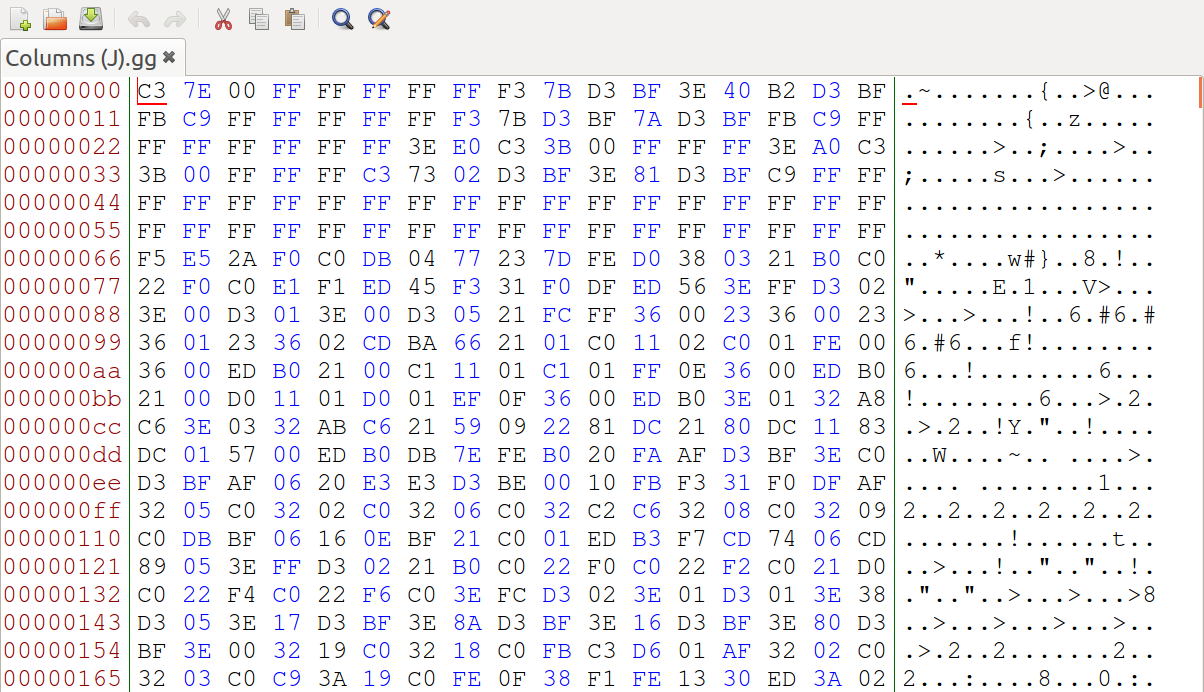 Columns (J).gg ✖
00000000 C3 7E 00 FF FF FF FF FF F3 7B D3 BF 3E 40 B2 D3 BF .~.......{..>@...
00000011 FB C9 FF FF FF FF FF F3 7B D3 BF 7A D3 BF FB C9 FF ........{..z.....
00000022 FF FF FF FF FF FF 3E E0 C3 3B 00 FF FF FF 3E A0 C3 ......>..;....>..
00000033 3B 00 FF FF FF C3 73 02 D3 BF 3E 81 D3 BF C9 FF FF ;.....s...>......
00000044 FF FF FF FF FF FF FF FF FF FF FF FF FF FF FF FF FF .................
00000055 FF FF FF FF FF FF FF FF FF FF FF FF FF FF FF FF FF .................
00000066 F5 E5 2A F0 C0 DB 04 77 23 7D FE D0 38 03 21 B0 C0 ..*....w#}..8.!..
00000077 22 F0 C0 E1 F1 ED 45 F3 31 F0 DF ED 56 3E FF D3 02 ".....E.1...V>...
00000088 3E 00 D3 01 3E 00 D3 05 21 FC FF 36 00 23 36 00 23 >...>...!..6.#6.#
00000099 36 01 23 36 02 CD BA 66 21 01 C0 11 02 C0 01 FE 00 6.#6...f!........
000000aa 36 00 ED B0 21 00 C1 11 01 C1 01 FF 0E 36 00 ED B0 6...!........6...
000000bb 21 00 D0 11 01 D0 01 EF 0F 36 00 ED B0 3E 01 32 A8 !........6...>.2.
000000cc C6 3E 03 32 AB C6 21 59 09 22 81 DC 21 80 DC 11 83 .>.2..!Y."..!....
000000dd DC 01 57 00 ED B0 DB 7E FE B0 20 FA AF D3 BF 3E C0 ..W....~.. ....>.
000000ee D3 BF AF 06 20 E3 E3 D3 BE 00 10 FB F3 31 F0 DF AF .... ........1...
000000ff 32 05 C0 32 02 C0 32 06 C0 32 C2 C6 32 08 C0 32 09 2..2..2..2..2..2.
00000110 C0 DB BF 06 16 0E BF 21 C0 01 ED B3 F7 CD 74 06 CD .......!......t..
00000121 89 05 3E FF D3 02 21 B0 C0 22 F0 C0 22 F2 C0 21 D0 ..>...!..".."..!.
00000132 C0 22 F4 C0 22 F6 C0 3E FC D3 02 3E 01 D3 01 3E 38 .".."..>...>...>8
00000143 D3 05 3E 17 D3 BF 3E 8A D3 BF 3E 16 D3 BF 3E 80 D3 ..>...>...>...>..
00000154 BF 3E 00 32 19 C0 32 18 C0 FB C3 D6 01 AF 32 02 C0 .>.2..2.......2..
00000165 32 03 C0 C9 3A 19 C0 FE 0F 38 F1 FE 13 30 ED 3A 02 2...:....8...0.:.